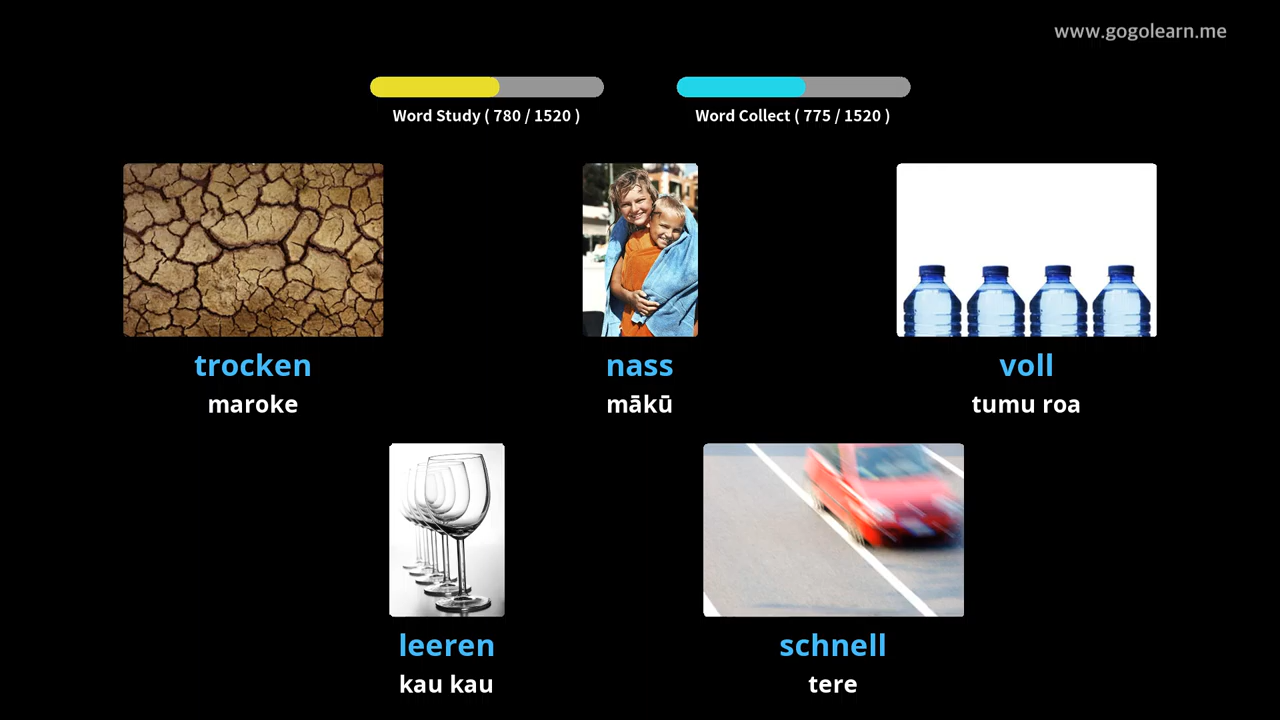 www.gogolearn.me
Word Study ( 780 / 1520 )
Word Collect ( 775 / 1520 )
trocken
maroke
nass
mākū
voll
tumu roa
leeren
kau kau
schnell
tere